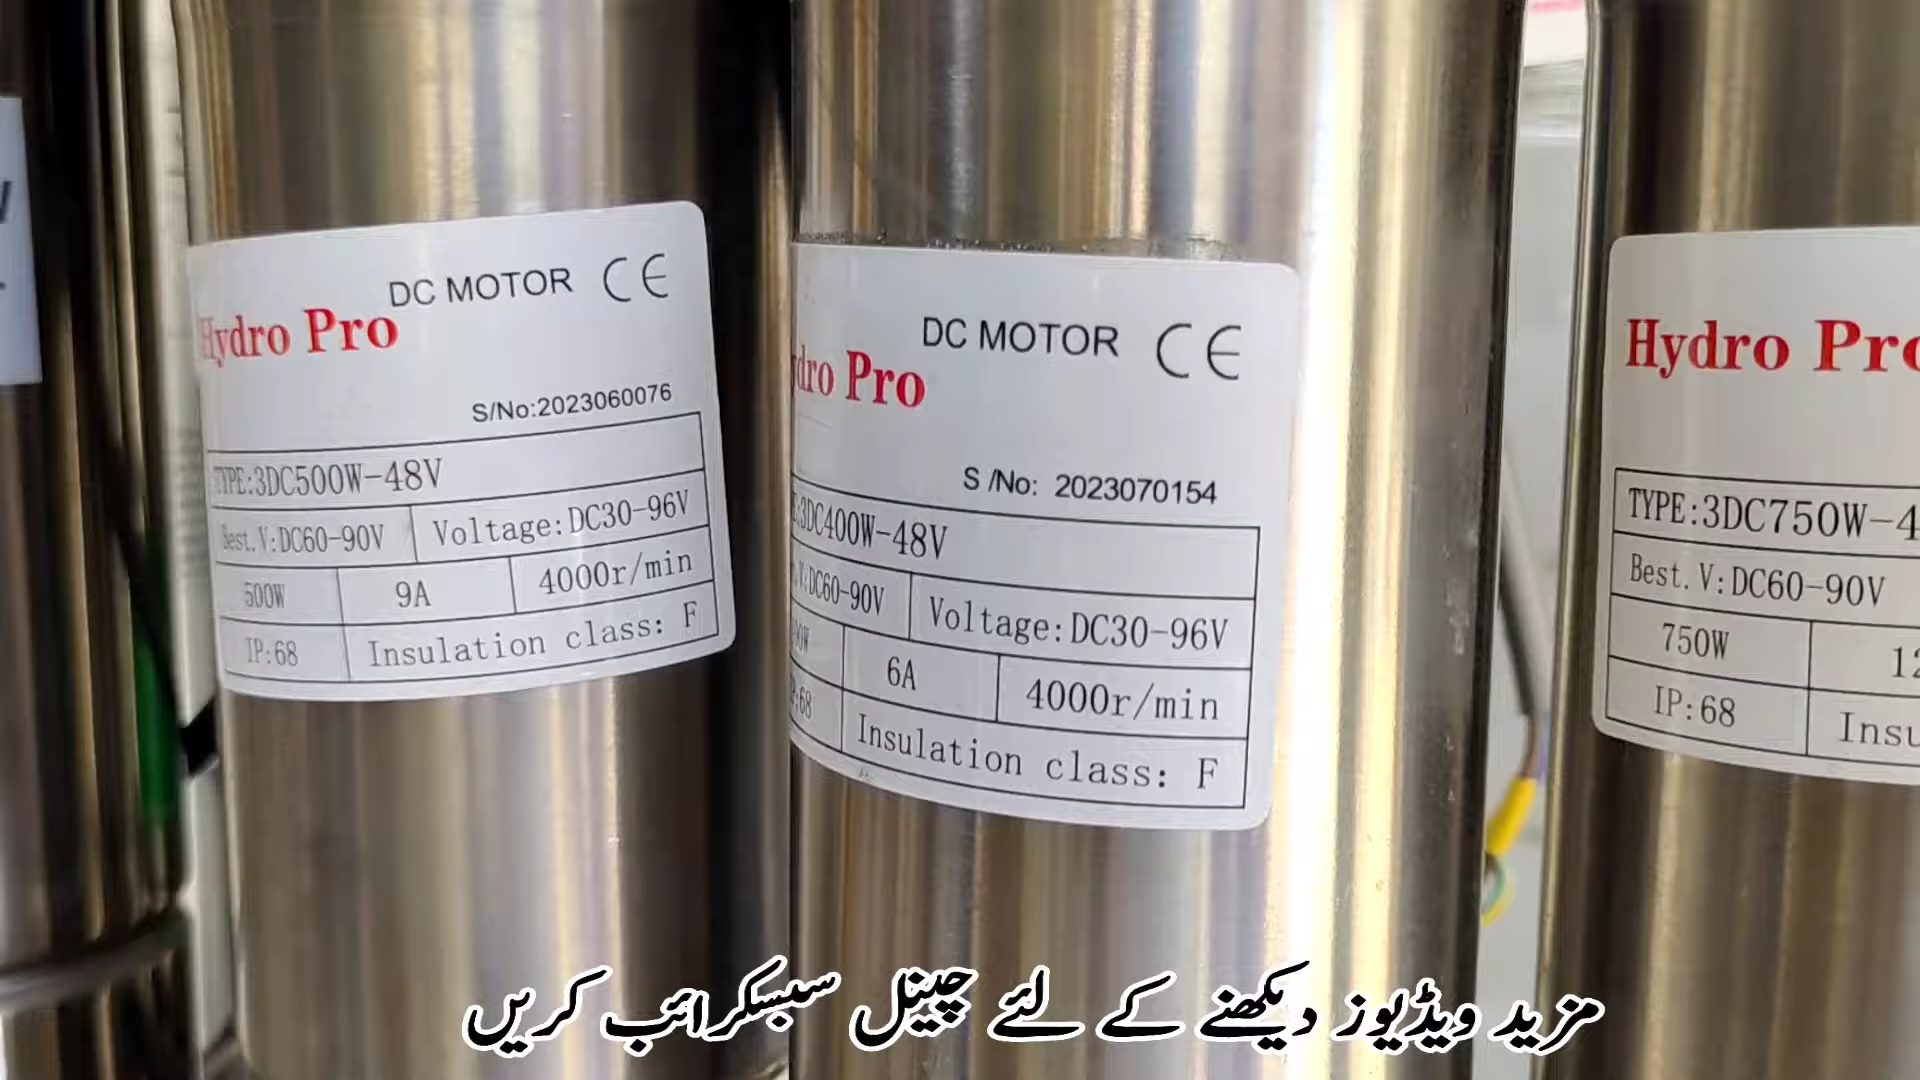 DC MOTOR CE
Hydro Pro
S/No:2023060076
TYPE:3DC500W-48V
Best.V:DC60-90V Voltage:DC30-96V
500W 9A 4000r/min
IP:68 Insulation class: F
DC MOTOR CE
Pro
S /No: 2023070154
3DC400W-48V
DC60-90V Voltage:DC30-96V
6A 4000r/min
Insulation class: F
Hydro Pro
TYPE:3DC750W-4
Best.V:DC60-90V
750W 12
IP:68
مزید ویڈیوز دیکھنے کے لئے چینل سبسکرائب کریں